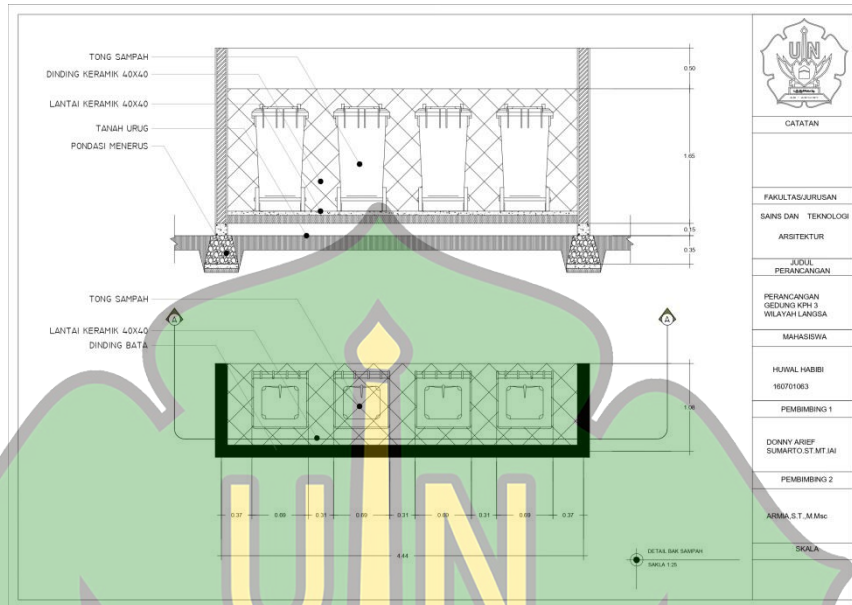 TONG SAMPAH
DINDING KERAMIK 40X40
LANTAI KERAMIK 40X40
TANAH URUG
PONDASI MENERUS
0.50
1.65
0.15
0.35
TONG SAMPAH
LANTAI KERAMIK 40X40
DINDING BATA
A
A
1.08
0.37
0.69
0.31
0.69
0.31
0.69
0.31
0.69
0.37
4.44
DETAIL BAK SAMPAH
SAKLA 1:25
UIN
CATATAN
FAKULTAS/JURUSAN
SAINS DAN TEKNOLOGI
ARSITEKTUR
JUDUL
PERANCANGAN
PERANCANGAN
GEDUNG KPH 3
WILAYAH LANGSA
MAHASISWA
HUWAL HABIBI
160701063
PEMBIMBING 1
DONNY ARIEF
SUMARTO.ST.MT.IAI
PEMBIMBING 2
ARMIA.S.T.,M.Msc
SKALA
UIN